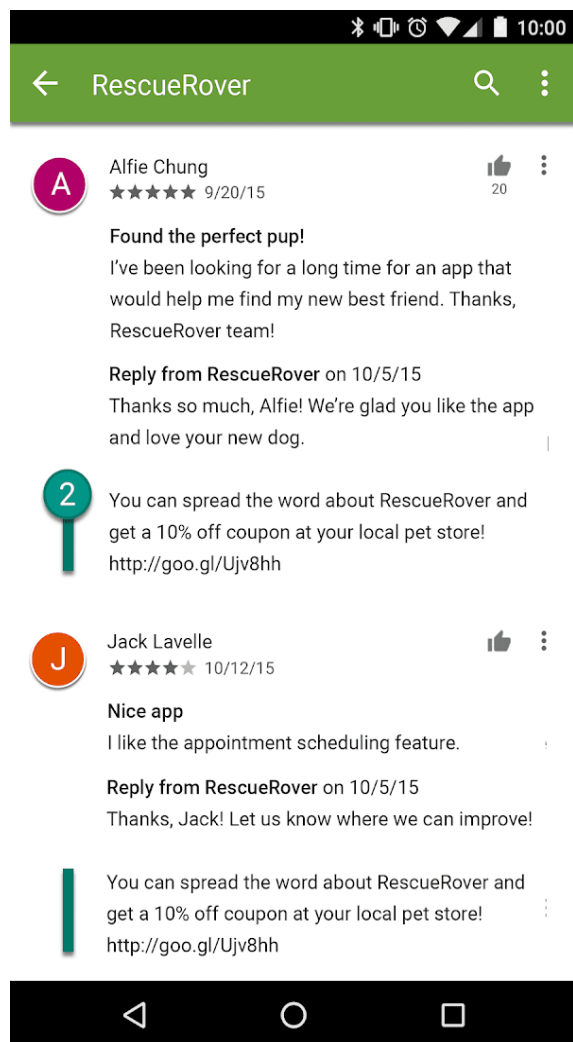 10:00
RescueRover
A
Alfie Chung
9/20/15
20
Found the perfect pup!
I’ve been looking for a long time for an app that
would help me find my new best friend. Thanks,
RescueRover team!
Reply from RescueRover on 10/5/15
Thanks so much, Alfie! We’re glad you like the app
and love your new dog.
2
You can spread the word about RescueRover and
get a 10% off coupon at your local pet store!
http://goo.gl/Ujv8hh
J
Jack Lavelle
10/12/15
Nice app
I like the appointment scheduling feature.
Reply from RescueRover on 10/5/15
Thanks, Jack! Let us know where we can improve!
You can spread the word about RescueRover and
get a 10% off coupon at your local pet store!
http://goo.gl/Ujv8hh